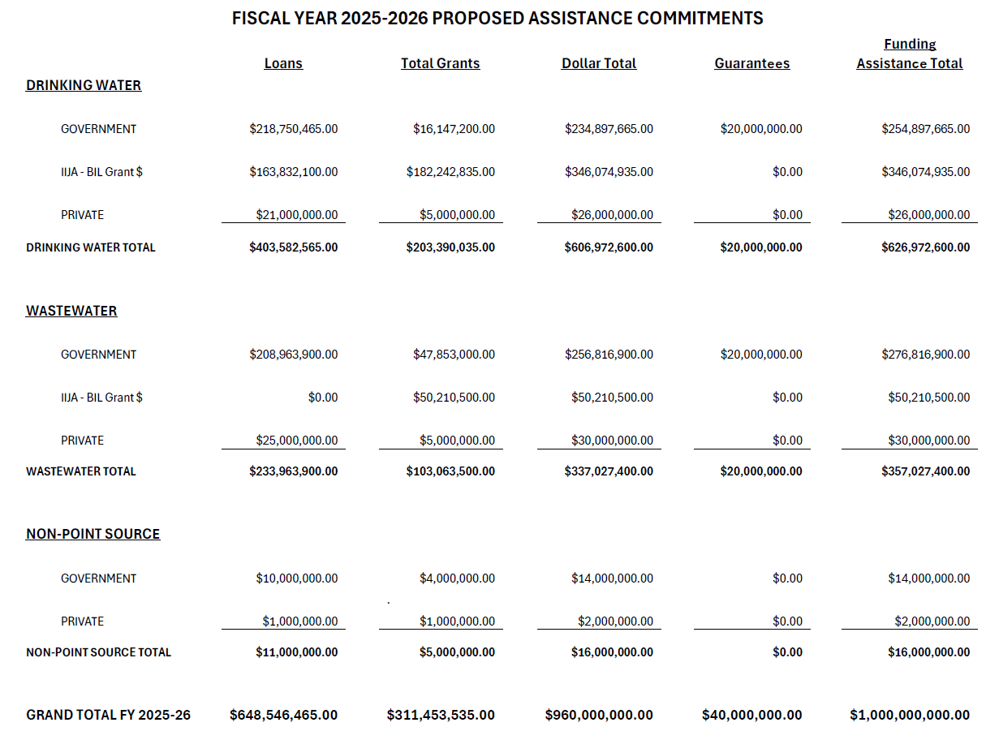 FISCAL YEAR 2025-2026 PROPOSED ASSISTANCE COMMITMENTS
Funding
Loans Total Grants Dollar Total Guarantees Assistance Total
DRINKING WATER
GOVERNMENT $218,750,465.00 $16,147,200.00 $234,897,665.00 $20,000,000.00 $254,897,665.00
IIJA - BIL Grant $ $163,832,100.00 $182,242,835.00 $346,074,935.00 $0.00 $346,074,935.00
PRIVATE $21,000,000.00 $5,000,000.00 $26,000,000.00 $0.00 $26,000,000.00
DRINKING WATER TOTAL $403,582,565.00 $203,390,035.00 $606,972,600.00 $20,000,000.00 $626,972,600.00
WASTEWATER
GOVERNMENT $208,963,900.00 $47,853,000.00 $256,816,900.00 $20,000,000.00 $276,816,900.00
IIJA - BIL Grant $ $0.00 $50,210,500.00 $50,210,500.00 $0.00 $50,210,500.00
PRIVATE $25,000,000.00 $5,000,000.00 $30,000,000.00 $0.00 $30,000,000.00
WASTEWATER TOTAL $233,963,900.00 $103,063,500.00 $337,027,400.00 $20,000,000.00 $357,027,400.00
NON-POINT SOURCE
GOVERNMENT $10,000,000.00 $4,000,000.00 $14,000,000.00 $0.00 $14,000,000.00
PRIVATE $1,000,000.00 $1,000,000.00 $2,000,000.00 $0.00 $2,000,000.00
NON-POINT SOURCE TOTAL $11,000,000.00 $5,000,000.00 $16,000,000.00 $0.00 $16,000,000.00
GRAND TOTAL FY 2025-26 $648,546,465.00 $311,453,535.00 $960,000,000.00 $40,000,000.00 $1,000,000,000.00